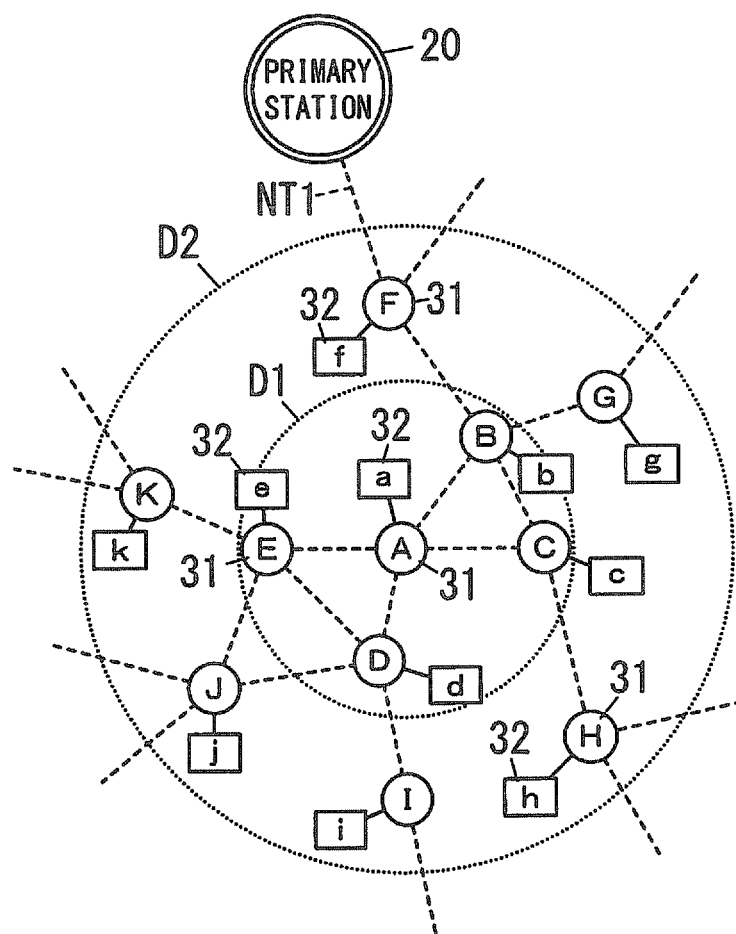 20
PRIMARY
STATION
NT1
D2
32
F
31
f
D1
G
32
32
B
a
g
e
b
K
k
31
E
A
31
C
c
D
d
J
31
32
H
j
h
I
i